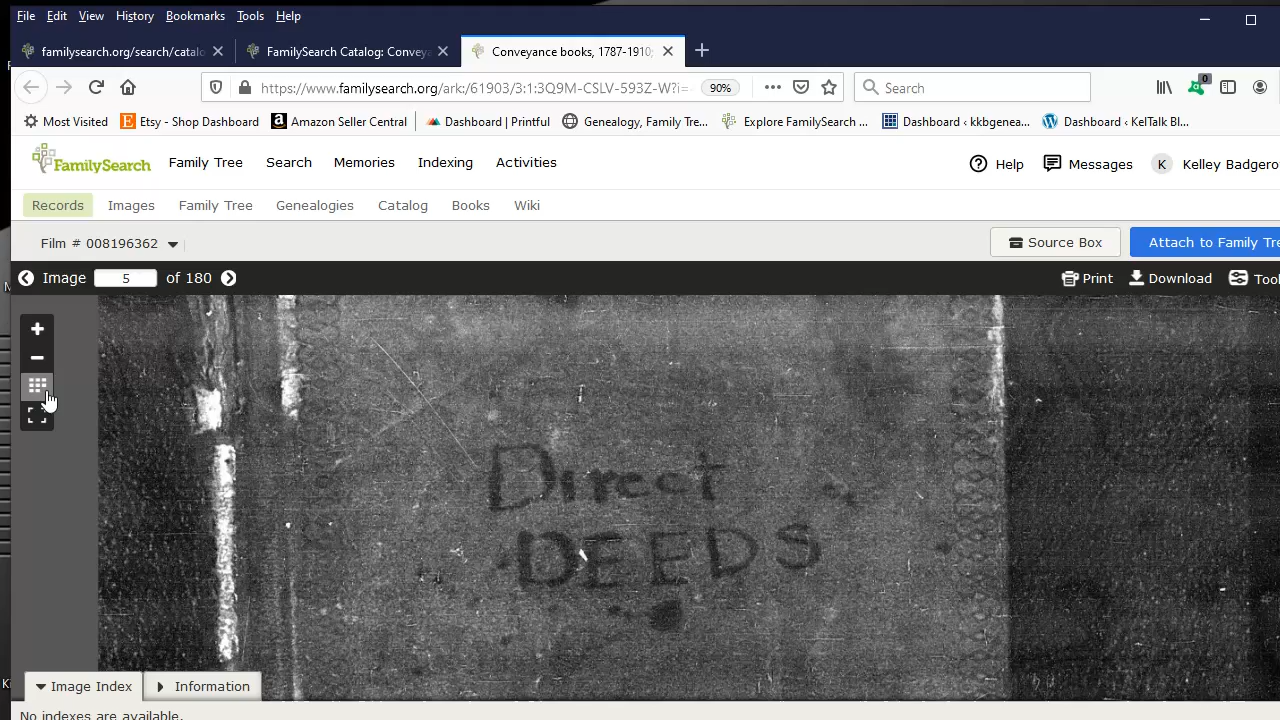 File Edit View History Bookmarks Tools Help
familysearch.org/search/catalo
FamilySearch Catalog: Conveya
Conveyance books, 1787-1910;
https://www.familysearch.org/ark:/61903/3:1:3Q9M-CSLV-593Z-W?i=
90%
Search
0
Most Visited
Etsy - Shop Dashboard
Amazon Seller Central
Dashboard | Printful
Genealogy, Family Tre...
Explore FamilySearch ...
Dashboard ‹ kkbgenea...
Dashboard ‹ KelTalk Bl...
FamilySearch
Family Tree Search Memories Indexing Activities
Help Messages K Kelley Badgero
Records Images Family Tree Genealogies Catalog Books Wiki
Film # 008196362
Source Box
Attach to Family Tre
Image 5 of 180
Print Download Tool
Direct
DEEDS
Image Index Information
No indexes are available.